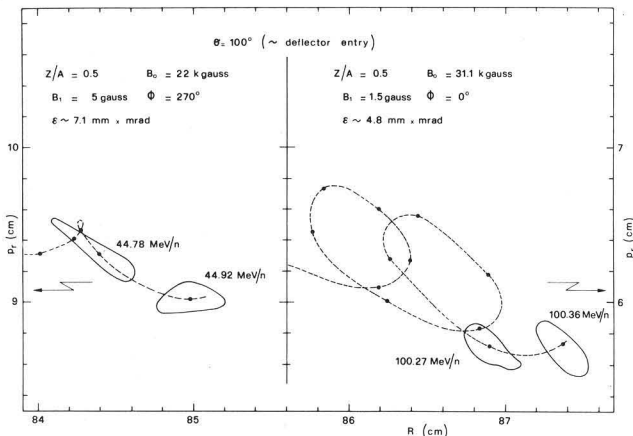 θ = 100° (~ deflector entry)
Z/A = 0.5 B₀ = 22 k gauss
B₁ = 5 gauss Φ = 270°
ε ~ 7.1 mm x mrad
Z/A = 0.5 B₀ = 31.1 k gauss
B₁ = 1.5 gauss Φ = 0°
ε ~ 4.8 mm x mrad
10
9
pr (cm)
7
6
pr (cm)
44.78 MeV/n
44.92 MeV/n
100.27 MeV/n
100.36 MeV/n
84 85 86 87
R (cm)